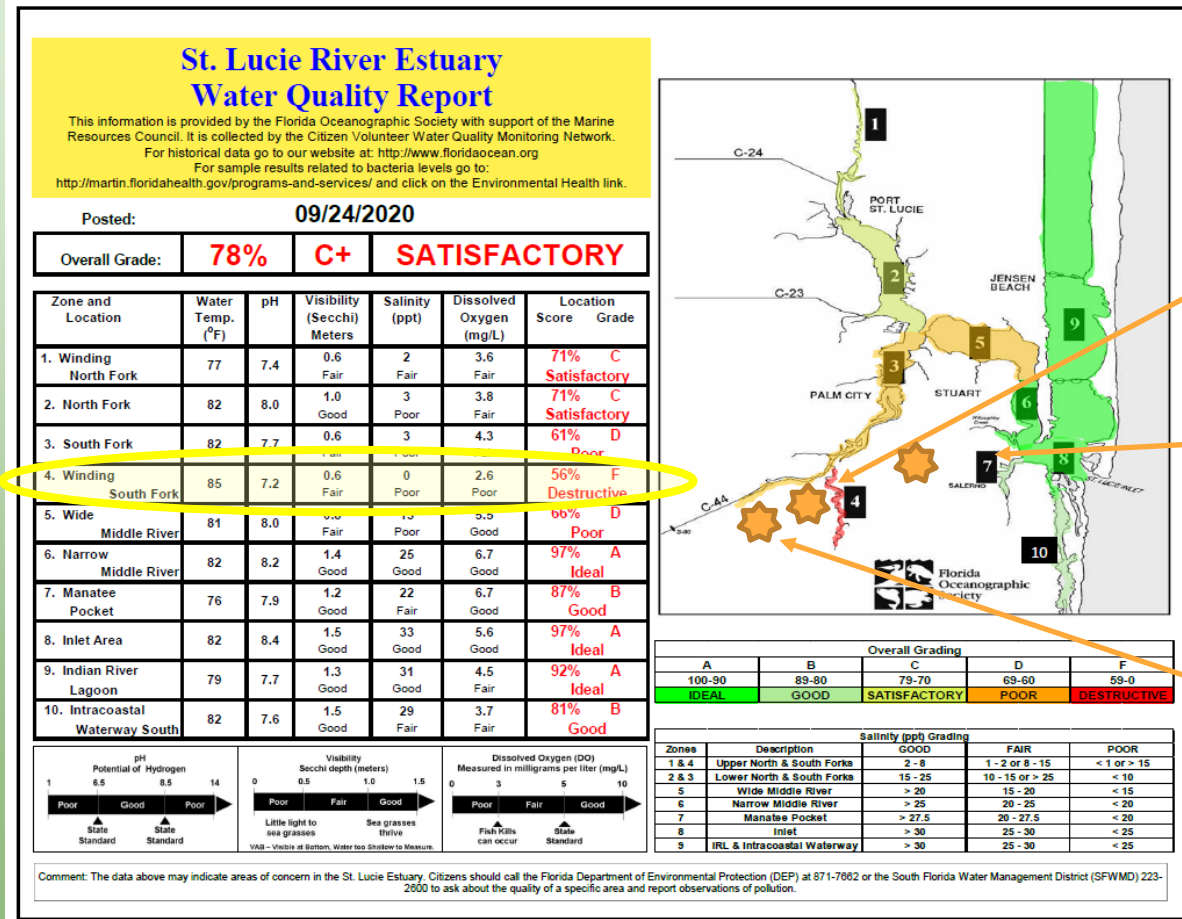 St. Lucie River Estuary
Water Quality Report
This information is provided by the Florida Oceanographic Society with support of the Marine
Resources Council. It is collected by the Citizen Volunteer Water Quality Monitoring Network.
For historical data go to our website at: http://www.floridaocean.org
For sample results related to bacteria levels go to:
http://martin.floridahealth.gov/programs-and-services/ and click on the Environmental Health link.
Posted: 09/24/2020
Overall Grade: 78% C+ SATISFACTORY
Zone and Location Water Temp. (°F) pH Visibility (Secchi) Meters Salinity (ppt) Dissolved Oxygen (mg/L) Location Score Grade
1. Winding North Fork 77 7.4 0.6 Fair 2 Fair 3.6 Fair 71% C Satisfactory
2. North Fork 82 8.0 1.0 Good 3 Poor 3.8 Fair 71% C Satisfactory
3. South Fork 82 7.7 0.6 3 4.3 61% D Poor
4. Winding South Fork 85 7.2 0.6 Fair 0 Poor 2.6 Poor 56% F Destructive
5. Wide Middle River 81 8.0 Fair Poor 5.5 Good 66% D Poor
6. Narrow Middle River 82 8.2 1.4 Good 25 Good 6.7 Good 97% A Ideal
7. Manatee Pocket 76 7.9 1.2 Good 22 Fair 6.7 Good 87% B Good
8. Inlet Area 82 8.4 1.5 Good 33 Good 5.6 Good 97% A Ideal
9. Indian River Lagoon 79 7.7 1.3 Good 31 Good 4.5 Fair 92% A Ideal
10. Intracoastal Waterway South 82 7.6 1.5 Good 29 Fair 3.7 Fair 81% B Good
pH
Potential of Hydrogen
1 6.5 8.5 14
Poor Good Poor
State Standard State Standard
Visibility
Secchi depth (meters)
0 0.5 1.0 1.5
Poor Fair Good
Little light to sea grasses Sea grasses thrive
VAB – Visible at Bottom, Water too Shallow to Measure.
Dissolved Oxygen (DO)
Measured in milligrams per liter (mg/L)
0 3 5 10
Poor Fair Good
Fish Kills can occur State Standard
1
C-24
PORT
ST. LUCIE
2
C-23
JENSEN
BEACH
9
5
3
PALM CITY
STUART
6
7
8
SALERNO
ST. LUCIE INLET
C-44
S-80
4
10
Florida
Oceanographic
Society
Overall Grading
A B C D F
100-90 89-80 79-70 69-60 59-0
IDEAL GOOD SATISFACTORY POOR DESTRUCTIVE
Salinity (ppt) Grading
Zones Description GOOD FAIR POOR
1 & 4 Upper North & South Forks 2 - 8 1 - 2 or 8 - 15 < 1 or > 15
2 & 3 Lower North & South Forks 15 - 25 10 - 15 or > 25 < 10
5 Wide Middle River > 20 15 - 20 < 15
6 Narrow Middle River > 25 20 - 25 < 20
7 Manatee Pocket > 27.5 20 - 27.5 < 20
8 Inlet > 30 25 - 30 < 25
9 IRL & Intracoastal Waterway > 30 25 - 30 < 25
Comment: The data above may indicate areas of concern in the St. Lucie Estuary. Citizens should call the Florida Department of Environmental Protection (DEP) at 871-7662 or the South Florida Water Management District (SFWMD) 223-
2600 to ask about the quality of a specific area and report observations of pollution.